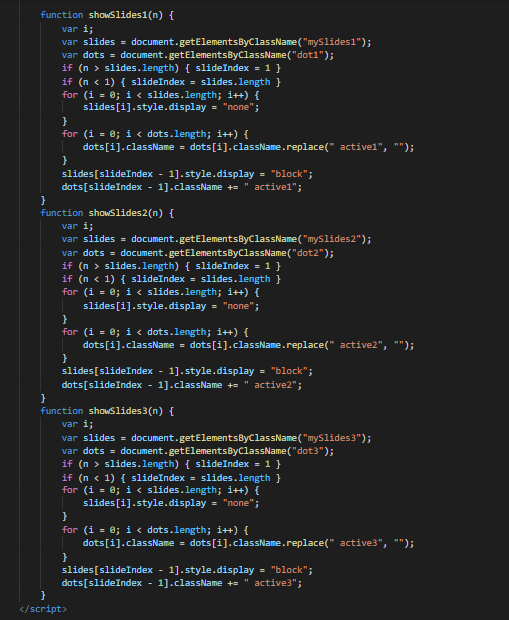 function showSlides1(n) {
var i;
var slides = document.getElementsByClassName("mySlides1");
var dots = document.getElementsByClassName("dot1");
if (n > slides.length) { slideIndex = 1 }
if (n < 1) { slideIndex = slides.length }
for (i = 0; i < slides.length; i++) {
slides[i].style.display = "none";
}
for (i = 0; i < dots.length; i++) {
dots[i].className = dots[i].className.replace(" active1", "");
}
slides[slideIndex - 1].style.display = "block";
dots[slideIndex - 1].className += " active1";
}
function showSlides2(n) {
var i;
var slides = document.getElementsByClassName("mySlides2");
var dots = document.getElementsByClassName("dot2");
if (n > slides.length) { slideIndex = 1 }
if (n < 1) { slideIndex = slides.length }
for (i = 0; i < slides.length; i++) {
slides[i].style.display = "none";
}
for (i = 0; i < dots.length; i++) {
dots[i].className = dots[i].className.replace(" active2", "");
}
slides[slideIndex - 1].style.display = "block";
dots[slideIndex - 1].className += " active2";
}
function showSlides3(n) {
var i;
var slides = document.getElementsByClassName("mySlides3");
var dots = document.getElementsByClassName("dot3");
if (n > slides.length) { slideIndex = 1 }
if (n < 1) { slideIndex = slides.length }
for (i = 0; i < slides.length; i++) {
slides[i].style.display = "none";
}
for (i = 0; i < dots.length; i++) {
dots[i].className = dots[i].className.replace(" active3", "");
}
slides[slideIndex - 1].style.display = "block";
dots[slideIndex - 1].className += " active3";
}
</script>